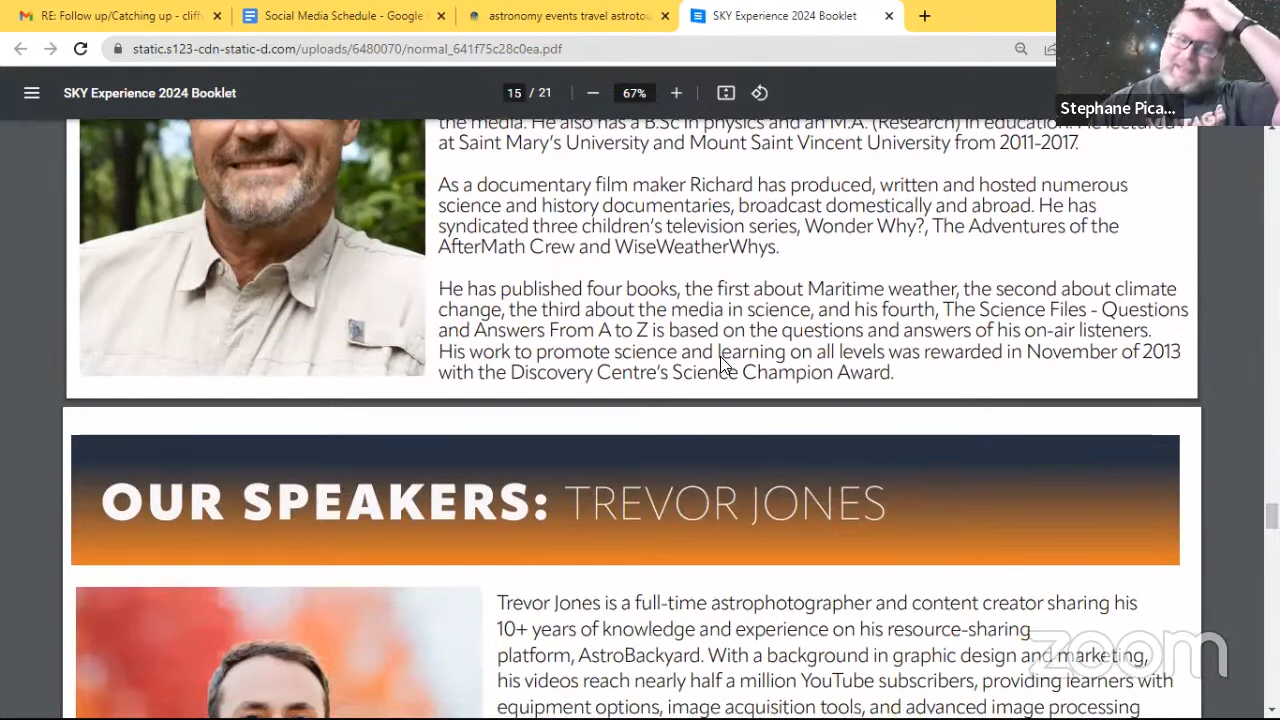 RE: Follow up/Catching up - cliff
Social Media Schedule - Google
astronomy events travel astrotou
SKY Experience 2024 Booklet
static.s123-cdn-static-d.com/uploads/6480070/normal_641f75c28c0ea.pdf
SKY Experience 2024 Booklet
15 / 21
67%
Stephane Pica...
the media. He also has a B.Sc in physics and an M.A. (Research) in education. He lectured
at Saint Mary's University and Mount Saint Vincent University from 2011-2017.
As a documentary film maker Richard has produced, written and hosted numerous
science and history documentaries, broadcast domestically and abroad. He has
syndicated three children's television series, Wonder Why?, The Adventures of the
AfterMath Crew and WiseWeatherWhys.
He has published four books, the first about Maritime weather, the second about climate
change, the third about the media in science, and his fourth, The Science Files - Questions
and Answers From A to Z is based on the questions and answers of his on-air listeners.
His work to promote science and learning on all levels was rewarded in November of 2013
with the Discovery Centre's Science Champion Award.
OUR SPEAKERS: TREVOR JONES
Trevor Jones is a full-time astrophotographer and content creator sharing his
10+ years of knowledge and experience on his resource-sharing
platform, AstroBackyard. With a background in graphic design and marketing,
his videos reach nearly half a million YouTube subscribers, providing learners with
equipment options, image acquisition tools, and advanced image processing
zoom